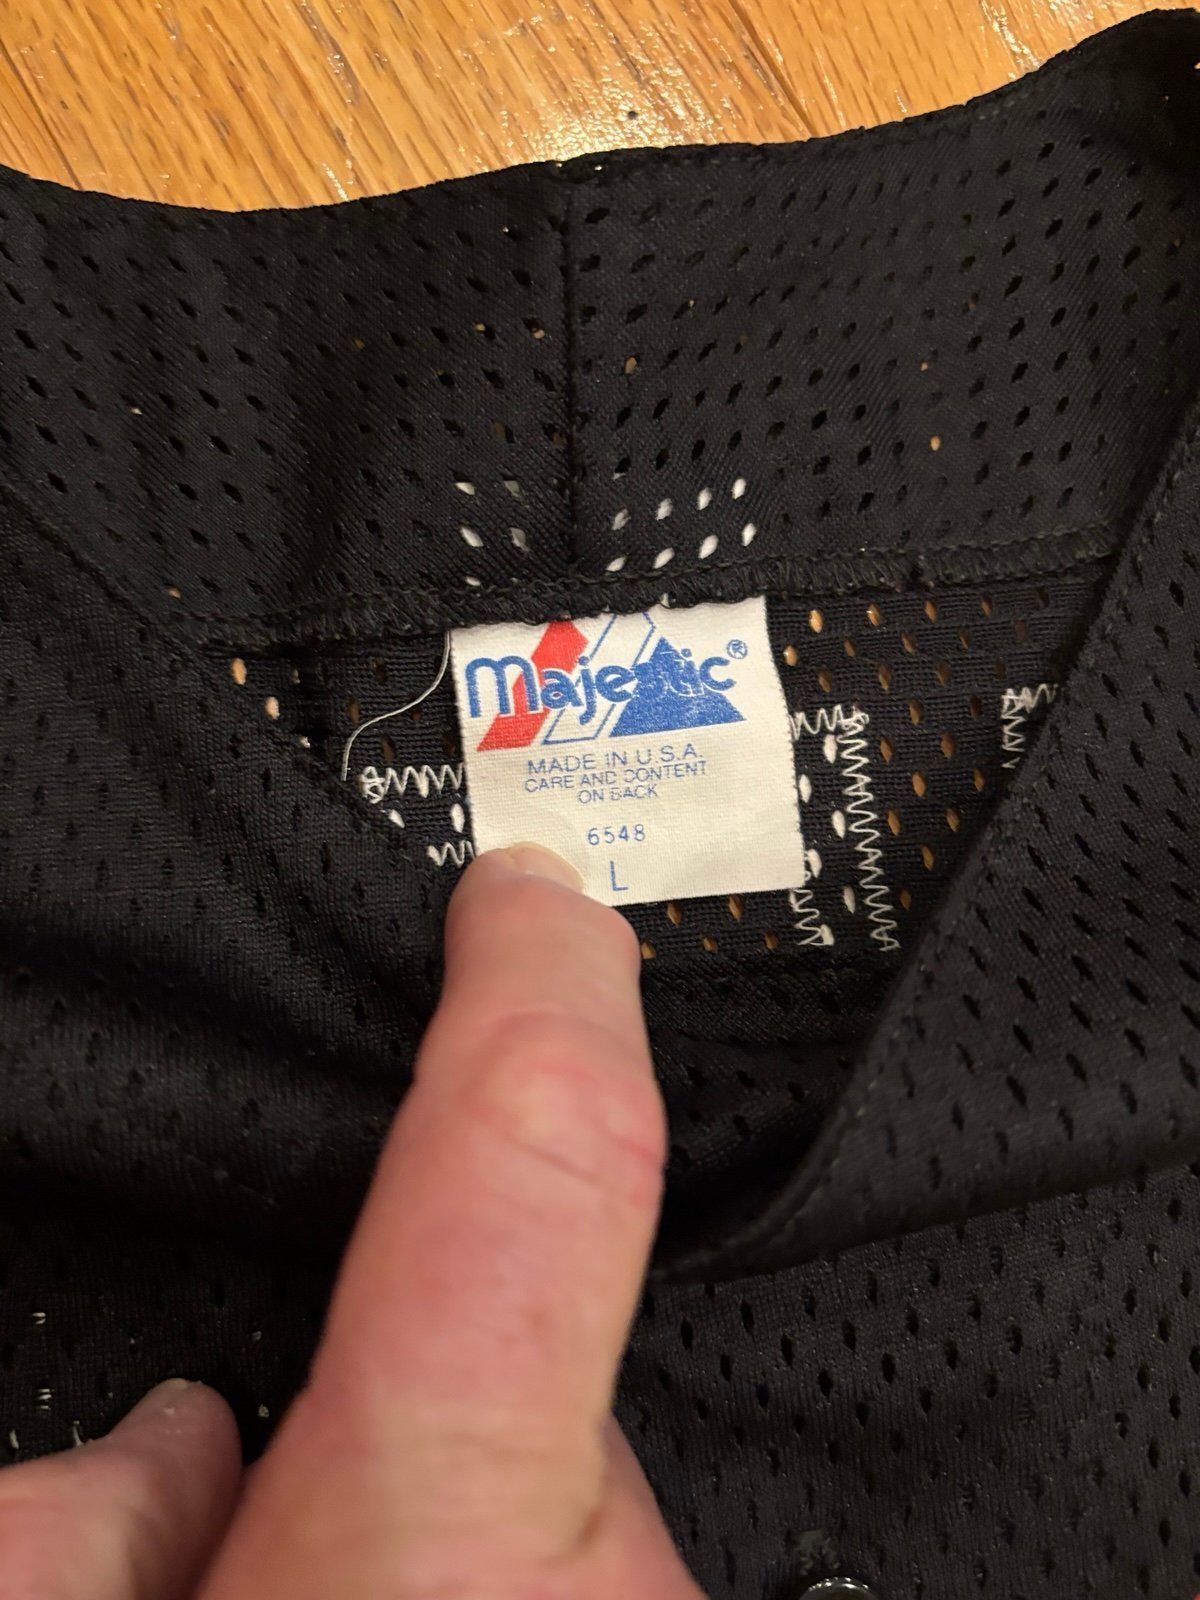 Majestic®
MADE IN U.S.A.
CARE AND CONTENT
ON BACK
6548
L